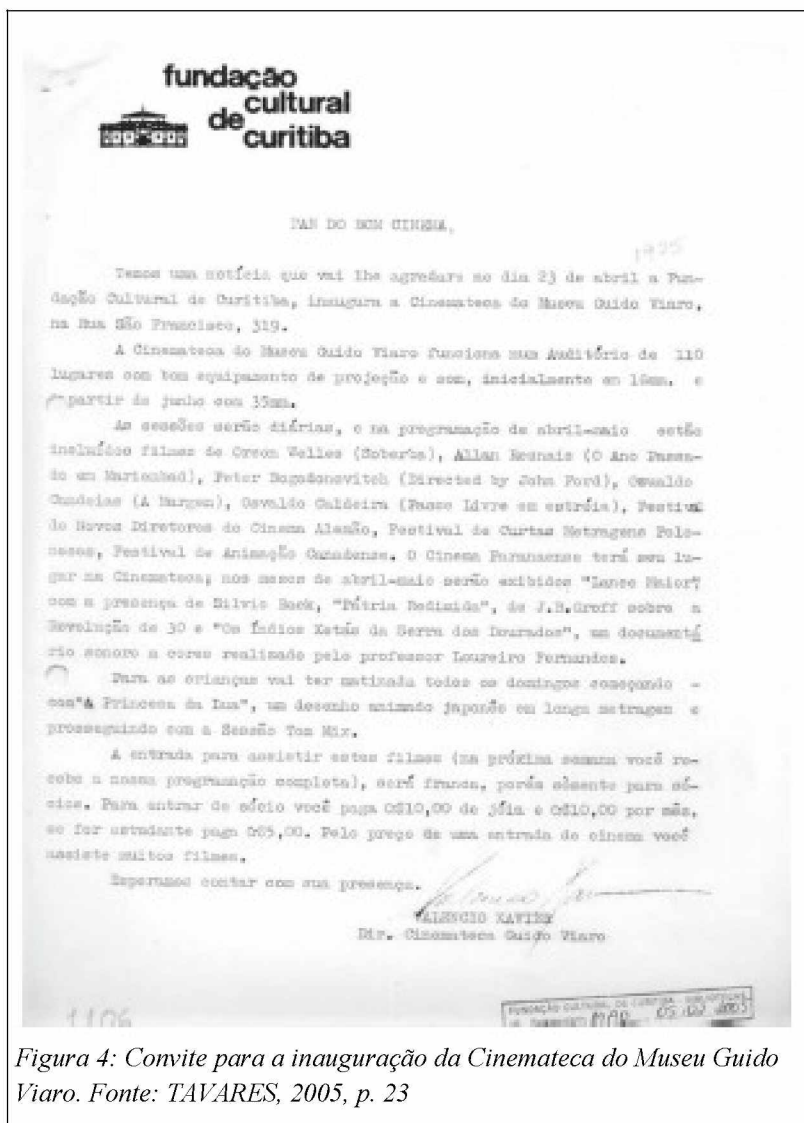 fundação
cultural
de
curitiba
FAN DO BOM CINEMA,
1975
Temos uma notícia que vai lhe agradar: no dia 23 de abril a Fun-
dação Cultural de Curitiba, inaugura a Cinemateca do Museu Guido Viaro,
na Rua São Francisco, 319.
A Cinemateca do Museu Guido Viaro funciona num Auditório de 110
lugares com bom equipamento de projeção e som, inicialmente em 16mm. e
a partir de junho com 35mm.
As sessões serão diárias, e na programação de abril-maio estão
incluídos filmes de Orson Welles (Soberba), Allan Resnais (O Ano Passa-
do em Marienbad), Peter Bogdanovitch (Directed by John Ford), Oswaldo
Candeias (A Margem), Osvaldo Caldeira (Passe Livre em estréia), Festival
de Novos Diretores do Cinema Alemão, Festival de Curtas Metragens Polo-
neses, Festival de Animação Canadense. O Cinema Paranaense terá seu lu-
gar na Cinemateca; nos meses de abril-maio serão exibidos "Lance Maior",
com a presença de Silvio Back, "Pátria Redimida", de J.B.Groff sobre a
Revolução de 30 e "Os Índios Xetás da Serra dos Dourados", um documentá
rio sonoro a cores realizado pelo professor Loureiro Fernandes.
Para as crianças vai ter matinada todos os domingos começando -
com "A Princesa da Lua", um desenho animado japonês em longa metragem e
prosseguindo com a Sessão Tom Mix.
A entrada para assistir estes filmes (na próxima semana você re-
cebe a nossa programação completa), será franca, porém sòmente para só-
cios. Para entrar de sócio você paga Cr$10,00 de jóia e Cr$10,00 por mês,
se for estudante paga Cr$5,00. Pelo preço de uma entrada de cinema você
assiste muitos filmes.
Esperamos contar com sua presença.
VALENCIO XAVIER
Dir. Cinemateca Guido Viaro
1106
FUNDAÇÃO CULTURAL DE CURITIBA
2003
Figura 4: Convite para a inauguração da Cinemateca do Museu Guido
Viaro. Fonte: TAVARES, 2005, p. 23